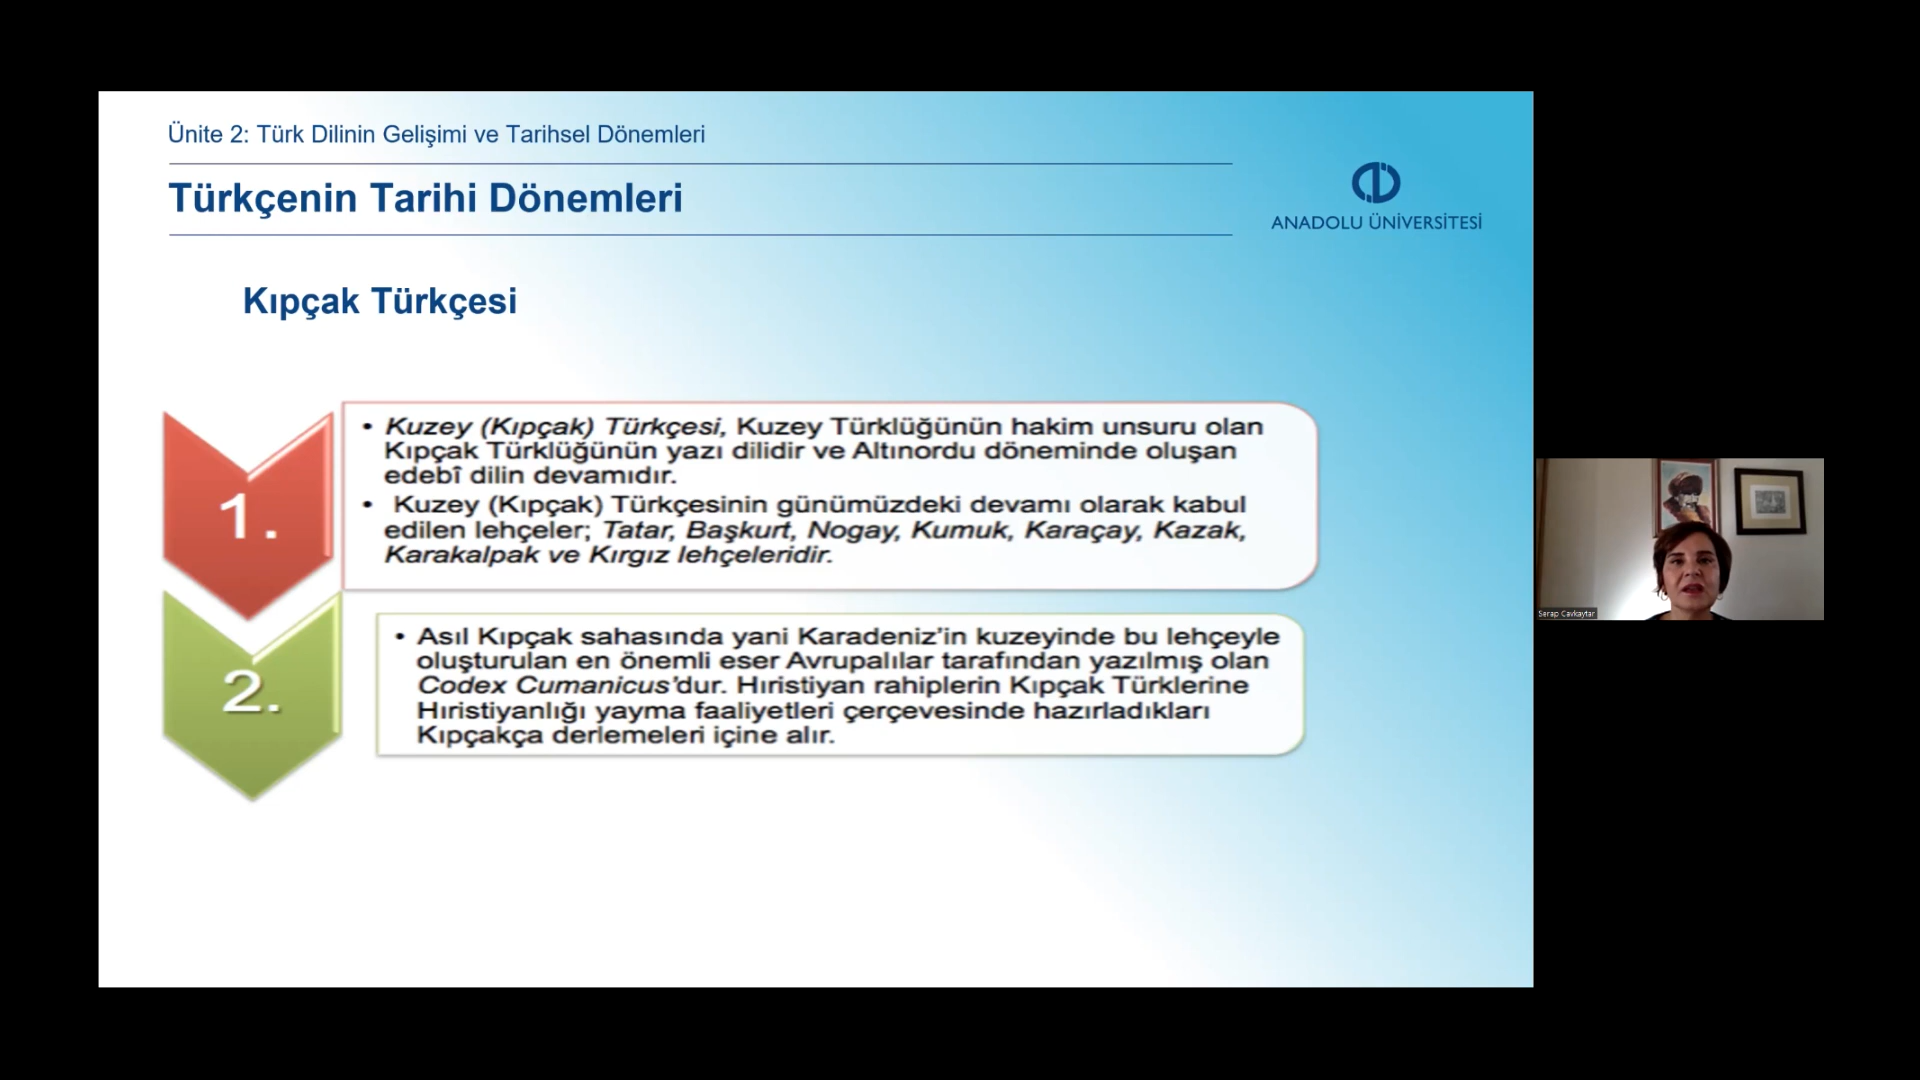 Ünite 2: Türk Dilinin Gelişimi ve Tarihsel Dönemleri
Türkçenin Tarihi Dönemleri
ANADOLU ÜNİVERSİTESİ
Kıpçak Türkçesi
1.
• Kuzey (Kıpçak) Türkçesi, Kuzey Türklüğünün hakim unsuru olan
Kıpçak Türklüğünün yazı dilidir ve Altınordu döneminde oluşan
edebî dilin devamıdır.
• Kuzey (Kıpçak) Türkçesinin günümüzdeki devamı olarak kabul
edilen lehçeler; Tatar, Başkurt, Nogay, Kumuk, Karaçay, Kazak,
Karakalpak ve Kırgız lehçeleridir.
2.
• Asıl Kıpçak sahasında yani Karadeniz’in kuzeyinde bu lehçeyle
oluşturulan en önemli eser Avrupalılar tarafından yazılmış olan
Codex Cumanicus’dur. Hıristiyan rahiplerin Kıpçak Türklerine
Hıristiyanlığı yayma faaliyetleri çerçevesinde hazırladıkları
Kıpçakça derlemeleri içine alır.
Serap Cavkaytar